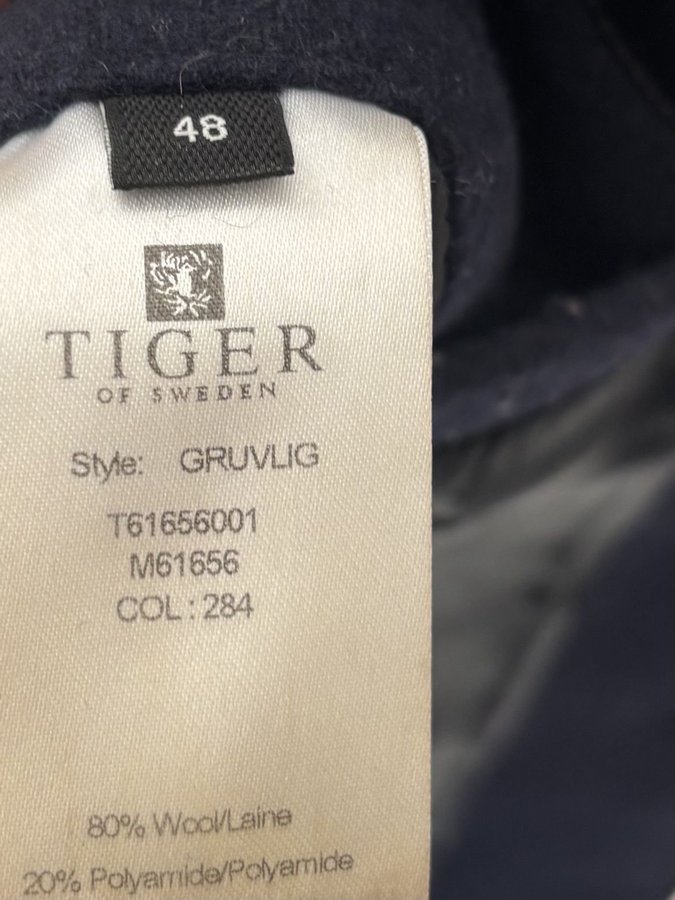 48
TIGER
OF SWEDEN
Style: GRUVLIG
T61656001
M61656
COL : 284
80% Wool/Laine
20% Polyamide/Polyamide